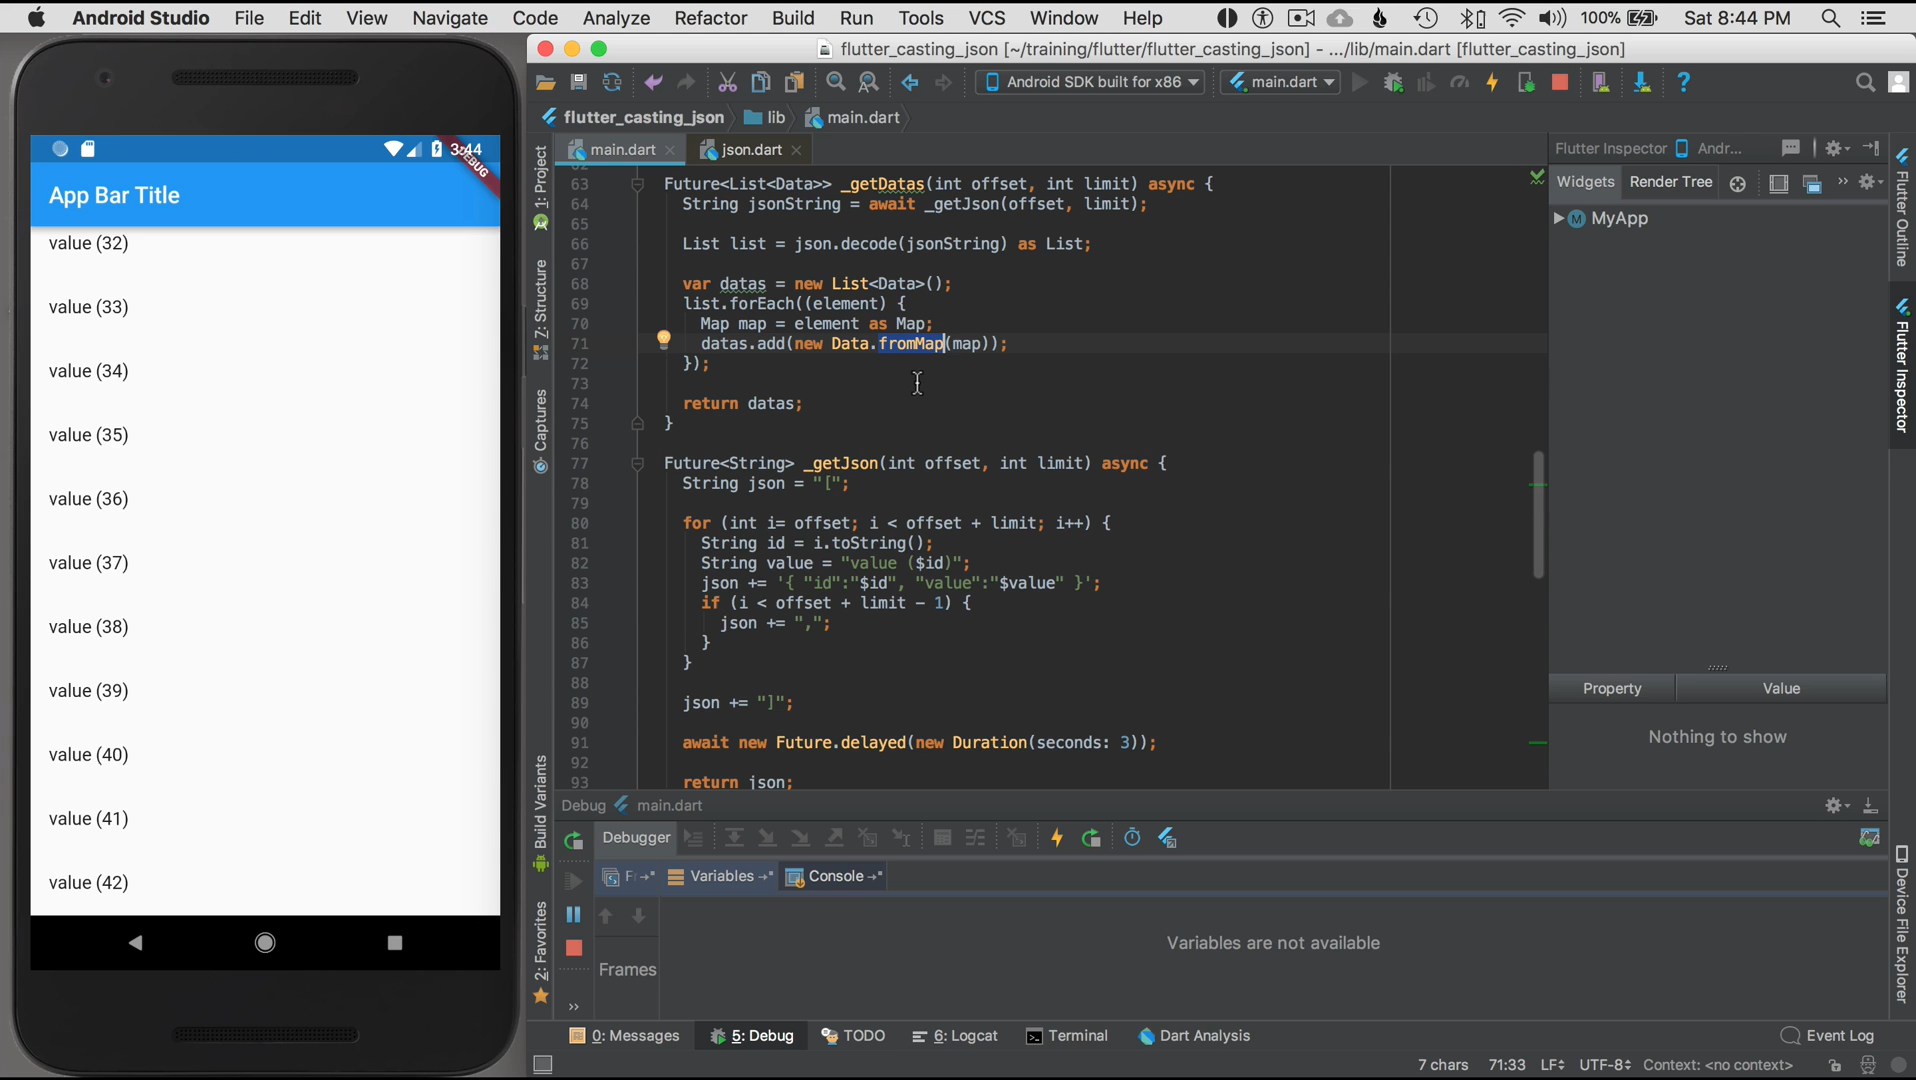 Android Studio File Edit View Navigate Code Analyze Refactor Build Run Tools VCS Window Help 100% Sat 8:44 PM
flutter_casting_json [~/training/flutter/flutter_casting_json] - .../lib/main.dart [flutter_casting_json]
Android SDK built for x86 main.dart
flutter_casting_json lib main.dart
main.dart json.dart
3:44
DEBUG
App Bar Title
value (32)
value (33)
value (34)
value (35)
value (36)
value (37)
value (38)
value (39)
value (40)
value (41)
value (42)
1: Project
7: Structure
Captures
Build Variants
2: Favorites
63 Future<List<Data>> _getDatas(int offset, int limit) async {
64 String jsonString = await _getJson(offset, limit);
65
66 List list = json.decode(jsonString) as List;
67
68 var datas = new List<Data>();
69 list.forEach((element) {
70 Map map = element as Map;
71 datas.add(new Data.fromMap(map));
72 });
73
74 return datas;
75 }
76
77 Future<String> _getJson(int offset, int limit) async {
78 String json = "[";
79
80 for (int i= offset; i < offset + limit; i++) {
81 String id = i.toString();
82 String value = "value ($id)";
83 json += '{ "id":"$id", "value":"$value" }';
84 if (i < offset + limit - 1) {
85 json += ",";
86 }
87 }
88
89 json += "]";
90
91 await new Future.delayed(new Duration(seconds: 3));
92
93 return json;
Flutter Inspector Andr...
Widgets Render Tree
M MyApp
Property Value
Nothing to show
Flutter Outline
Flutter Inspector
Device File Explorer
Debug main.dart
Debugger
Variables Console
Variables are not available
Frames
0: Messages 5: Debug TODO 6: Logcat Terminal Dart Analysis Event Log
7 chars 71:33 LF UTF-8 Context: <no context>